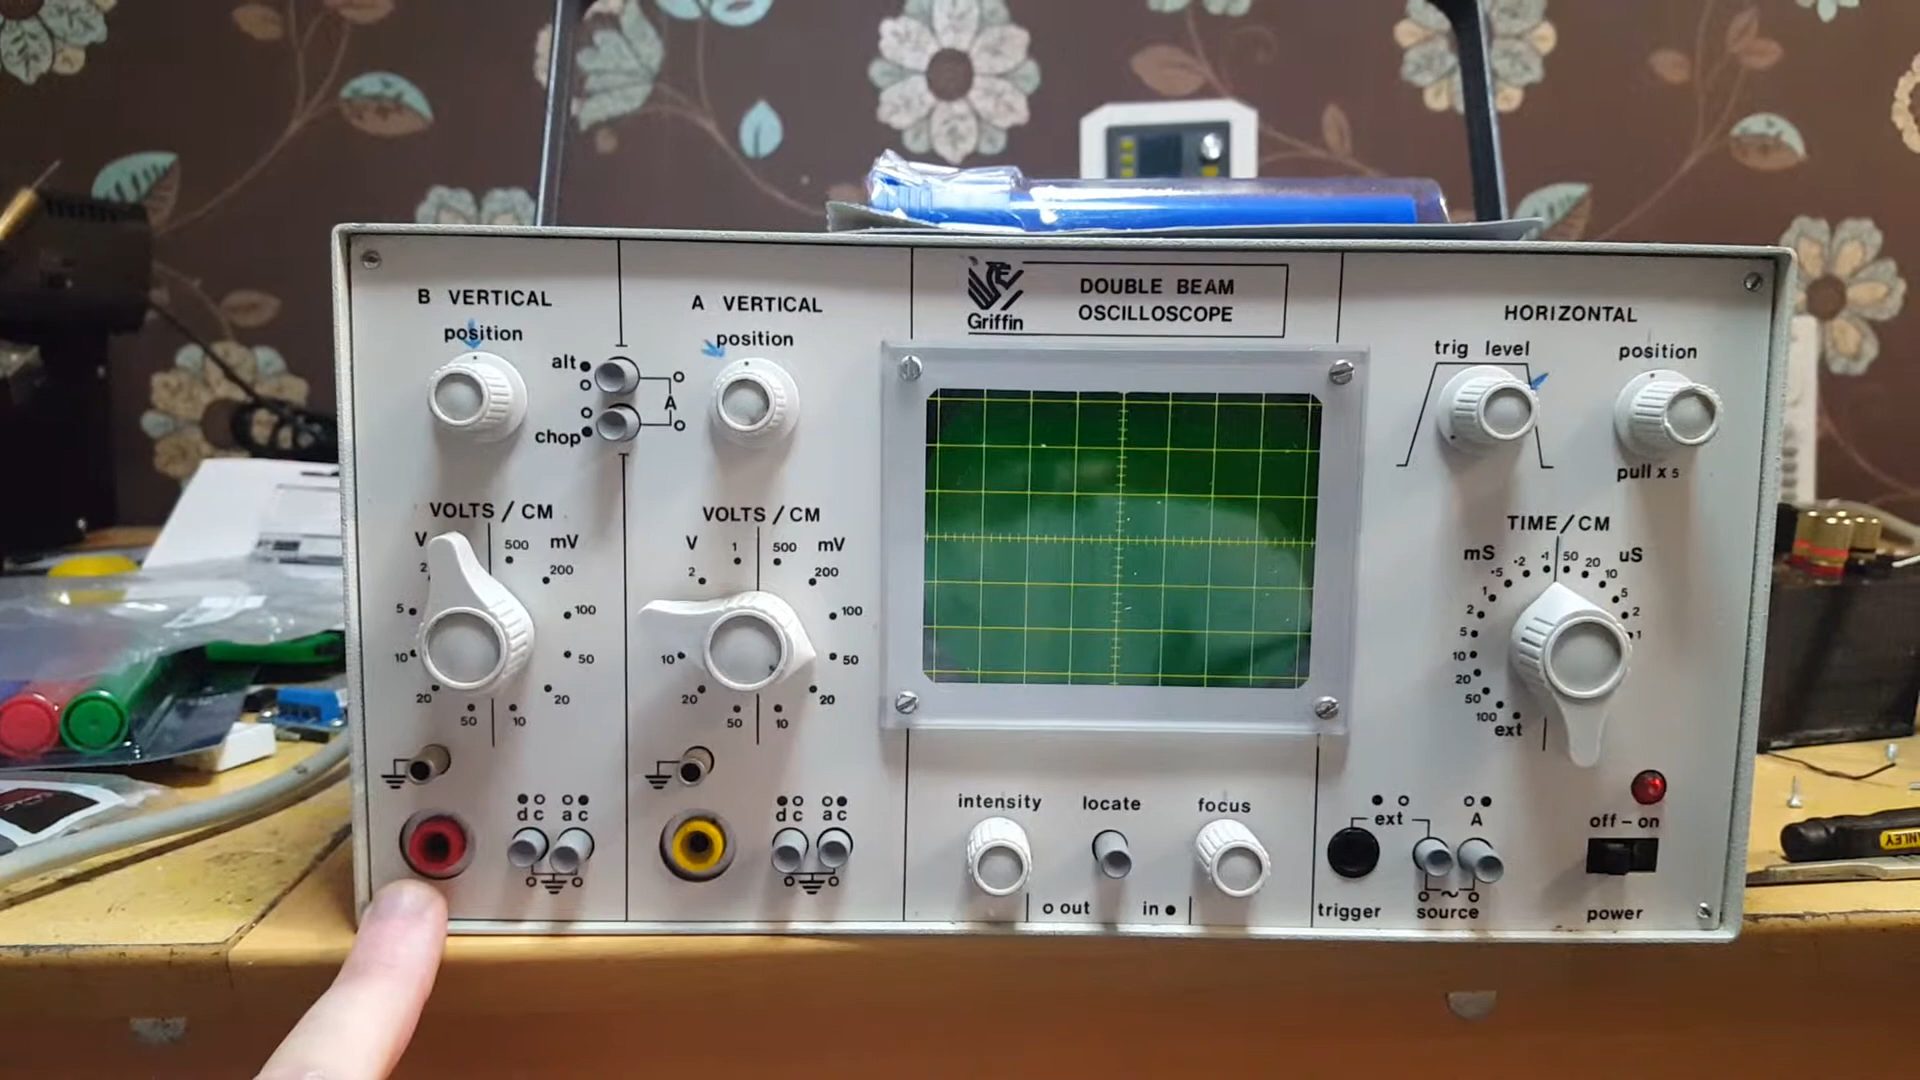 B VERTICAL
position
alt
chop
A
VOLTS / CM
V
mV
500
200
100
50
20
10
50
20
10
5
2
d c
a c
A VERTICAL
position
VOLTS / CM
V
mV
1
500
200
100
50
20
10
50
20
10
2
d c
a c
Griffin
DOUBLE BEAM
OSCILLOSCOPE
intensity
locate
focus
out
in
HORIZONTAL
trig level
position
pull x 5
TIME/CM
mS
uS
·5
·2
·1
50
20
10
5
2
·1
1
2
5
10
20
50
100
ext
ext
A
trigger
source
off – on
power
STANLEY